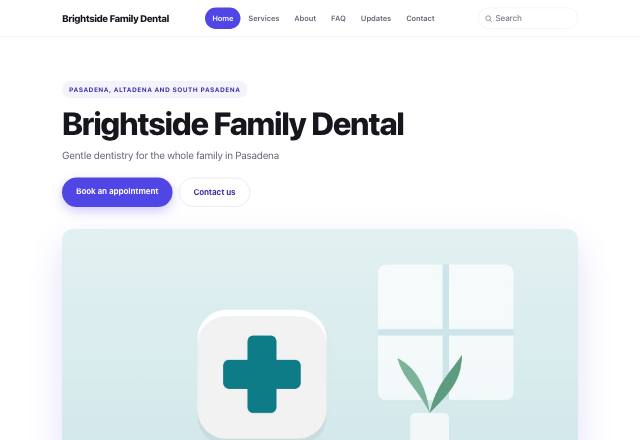 Brightside Family Dental
Home Services About FAQ Updates Contact
Search
PASADENA, ALTADENA AND SOUTH PASADENA
Brightside Family Dental
Gentle dentistry for the whole family in Pasadena
Book an appointment
Contact us